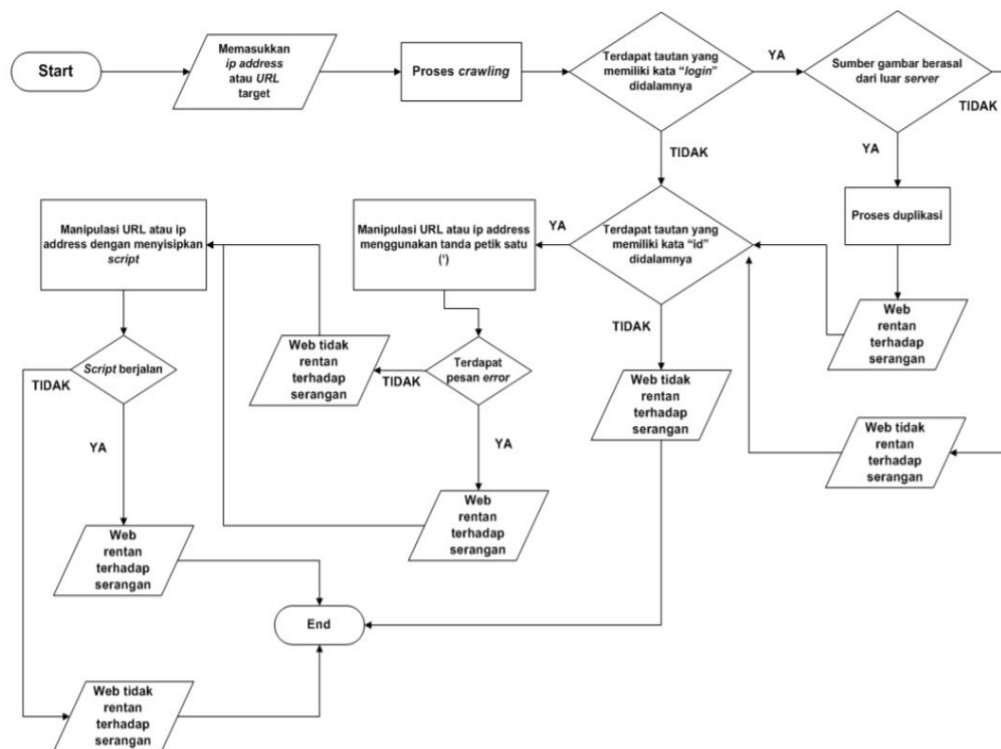 Start
Memasukkan
ip address
atau URL
target
Proses crawling
Terdapat tautan yang
memiliki kata “login”
didalamnya
YA
Sumber gambar berasal
dari luar server
TIDAK
YA
TIDAK
Proses duplikasi
Web
rentan
terhadap
serangan
Web tidak
rentan
terhadap
serangan
Terdapat tautan yang
memiliki kata “id”
didalamnya
YA
TIDAK
Web tidak
rentan
terhadap
serangan
Manipulasi URL atau ip address
menggunakan tanda petik satu
(‘)
Terdapat
pesan error
TIDAK
YA
Web tidak
rentan
terhadap
serangan
Web
rentan
terhadap
serangan
Manipulasi URL atau ip
address dengan menyisipkan
script
Script berjalan
TIDAK
YA
Web
rentan
terhadap
serangan
End
Web tidak
rentan
terhadap
serangan